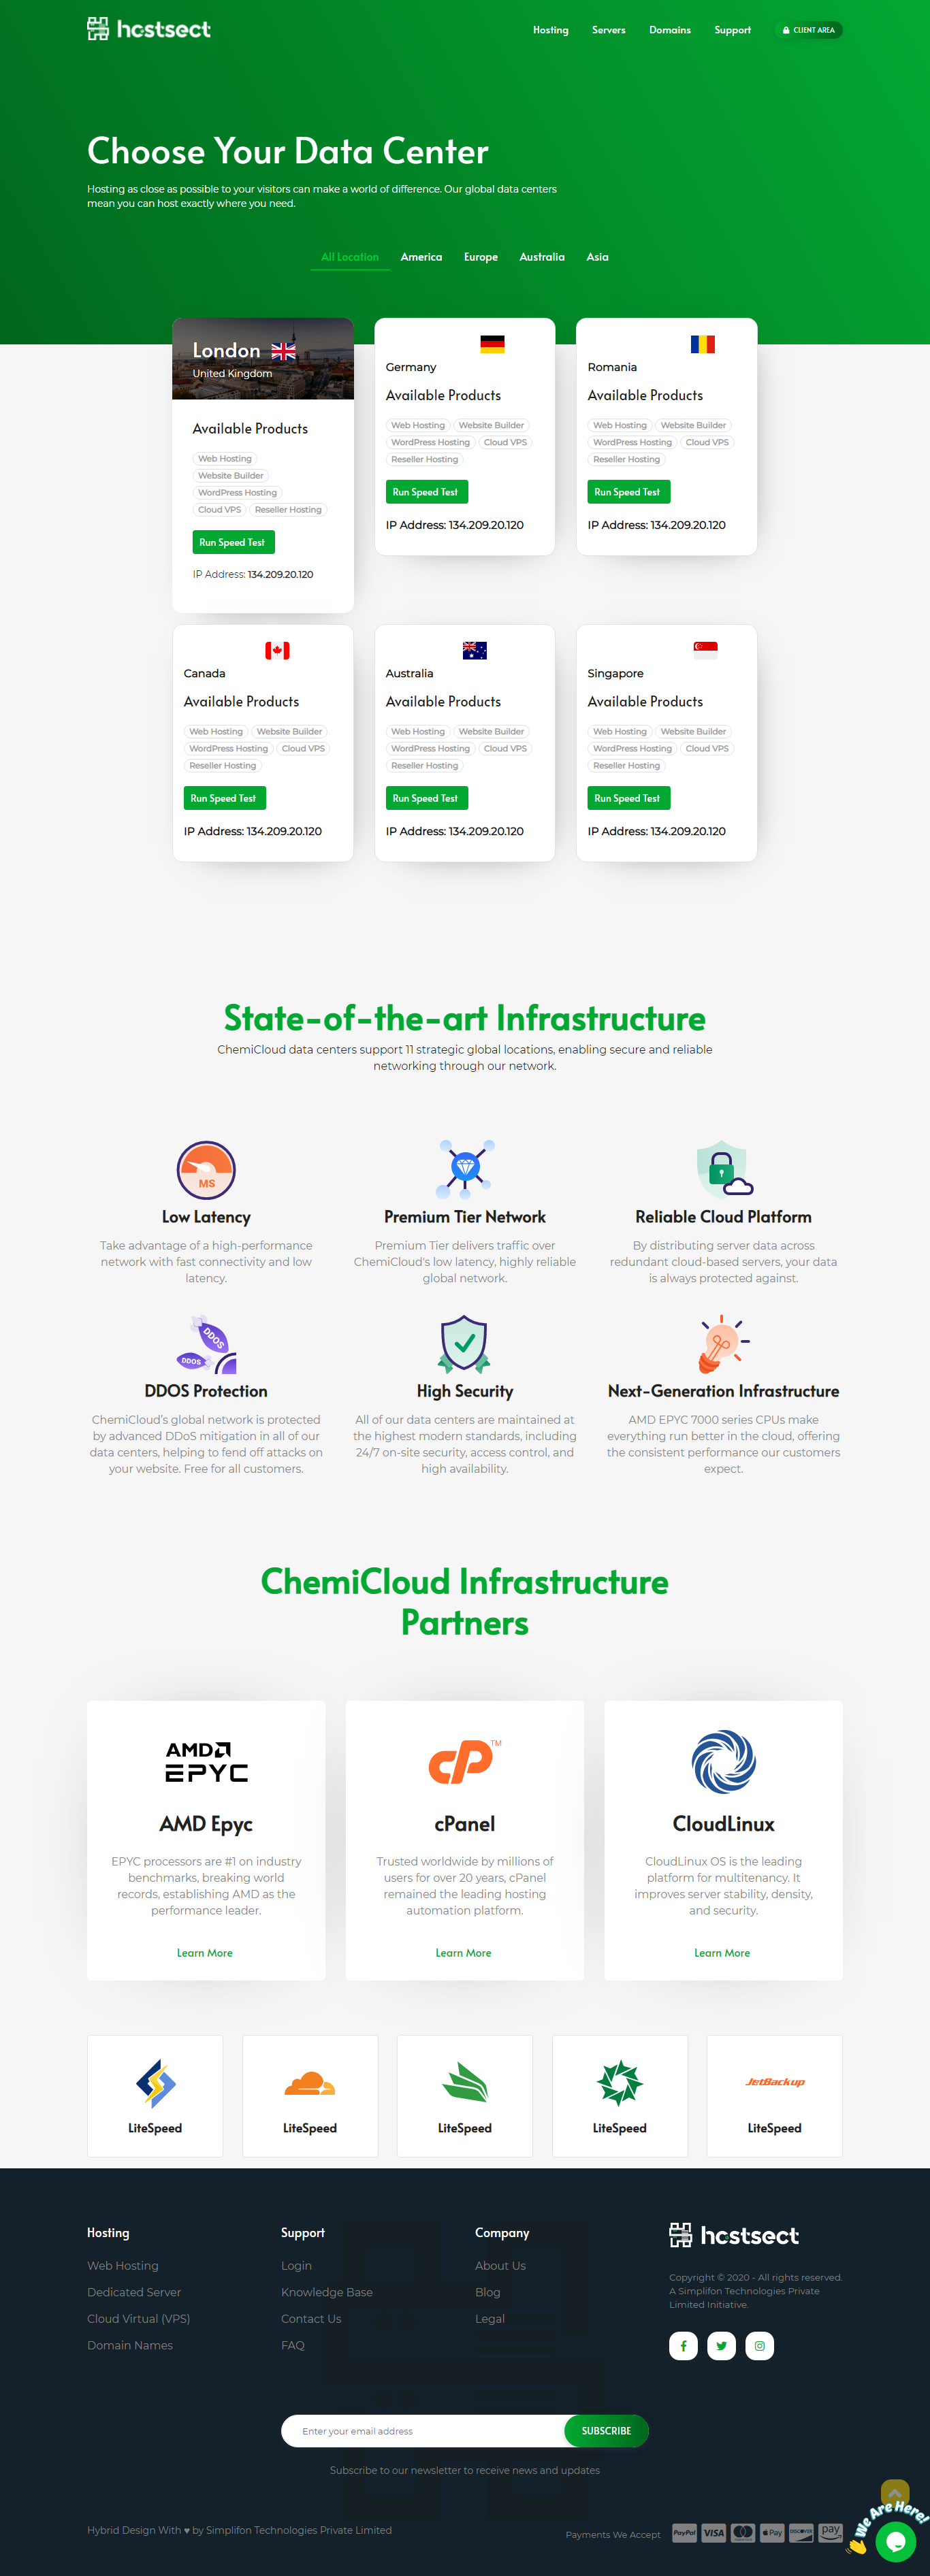 hostsect
Hosting
Servers
Domains
Support
CLIENT AREA
Choose Your Data Center
Hosting as close as possible to your visitors can make a world of difference. Our global data centers
mean you can host exactly where you need.
All Location
America
Europe
Australia
Asia
London
United Kingdom
Available Products
Web Hosting
Website Builder
WordPress Hosting
Cloud VPS
Reseller Hosting
Run Speed Test
IP Address: 134.209.20.120
Germany
Available Products
Web Hosting
Website Builder
WordPress Hosting
Cloud VPS
Reseller Hosting
Run Speed Test
IP Address: 134.209.20.120
Romania
Available Products
Web Hosting
Website Builder
WordPress Hosting
Cloud VPS
Reseller Hosting
Run Speed Test
IP Address: 134.209.20.120
Canada
Available Products
Web Hosting
Website Builder
WordPress Hosting
Cloud VPS
Reseller Hosting
Run Speed Test
IP Address: 134.209.20.120
Australia
Available Products
Web Hosting
Website Builder
WordPress Hosting
Cloud VPS
Reseller Hosting
Run Speed Test
IP Address: 134.209.20.120
Singapore
Available Products
Web Hosting
Website Builder
WordPress Hosting
Cloud VPS
Reseller Hosting
Run Speed Test
IP Address: 134.209.20.120
State-of-the-art Infrastructure
ChemiCloud data centers support 11 strategic global locations, enabling secure and reliable
networking through our network.
MS
Low Latency
Take advantage of a high-performance
network with fast connectivity and low
latency.
Premium Tier Network
Premium Tier delivers traffic over
ChemiCloud's low latency, highly reliable
global network.
Reliable Cloud Platform
By distributing server data across
redundant cloud-based servers, your data
is always protected against.
DDOS
DDOS
DDOS Protection
ChemiCloud's global network is protected
by advanced DDoS mitigation in all of our
data centers, helping to fend off attacks on
your website. Free for all customers.
High Security
All of our data centers are maintained at
the highest modern standards, including
24/7 on-site security, access control, and
high availability.
Next-Generation Infrastructure
AMD EPYC 7000 series CPUs make
everything run better in the cloud, offering
the consistent performance our customers
expect.
ChemiCloud Infrastructure
Partners
AMD
EPYC
AMD Epyc
EPYC processors are #1 on industry
benchmarks, breaking world
records, establishing AMD as the
performance leader.
Learn More
cP TM
cPanel
Trusted worldwide by millions of
users for over 20 years, cPanel
remained the leading hosting
automation platform.
Learn More
CloudLinux
CloudLinux OS is the leading
platform for multitenancy. It
improves server stability, density,
and security.
Learn More
LiteSpeed
LiteSpeed
LiteSpeed
LiteSpeed
JetBackup
LiteSpeed
Hosting
Web Hosting
Dedicated Server
Cloud Virtual (VPS)
Domain Names
Support
Login
Knowledge Base
Contact Us
FAQ
Company
About Us
Blog
Legal
hostsect
Copyright © 2020 - All rights reserved.
A Simplifon Technologies Private
Limited Initiative.
Enter your email address
SUBSCRIBE
Subscribe to our newsletter to receive news and updates
Hybrid Design With ♥ by Simplifon Technologies Private Limited
Payments We Accept
PayPal
VISA
MasterCard
Pay
DISCOVER
pay
We Are Here!